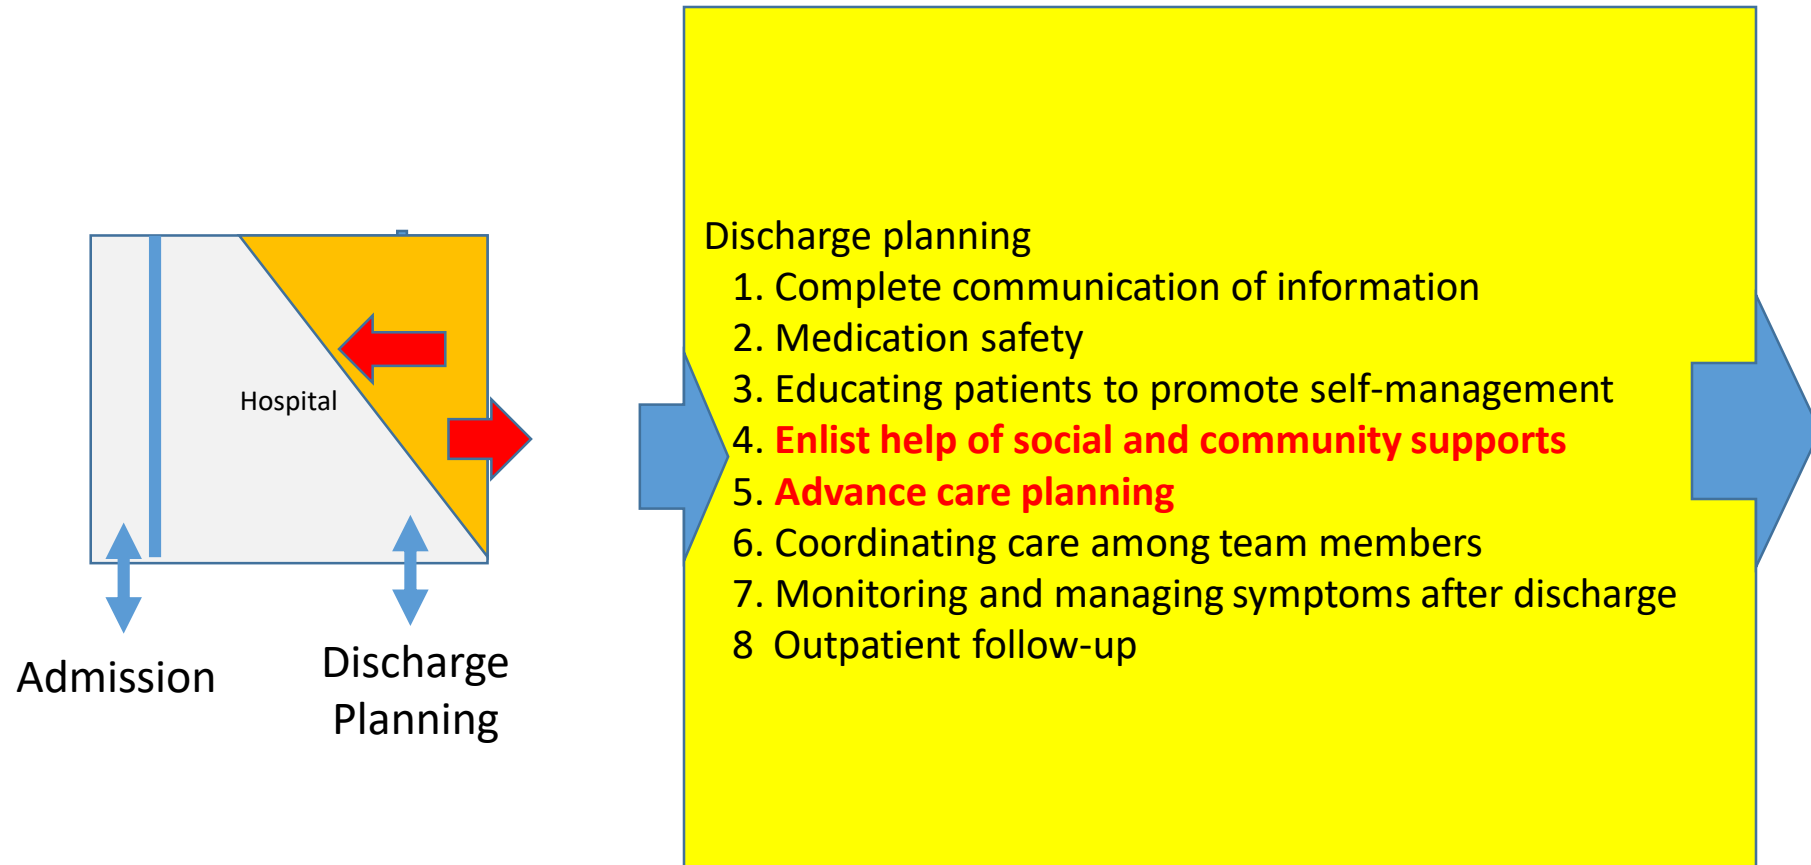 Hospital
Admission
Discharge
Planning
Discharge planning
1. Complete communication of information
2. Medication safety
3. Educating patients to promote self-management
4. Enlist help of social and community supports
5. Advance care planning
6. Coordinating care among team members
7. Monitoring and managing symptoms after discharge
8 Outpatient follow-up